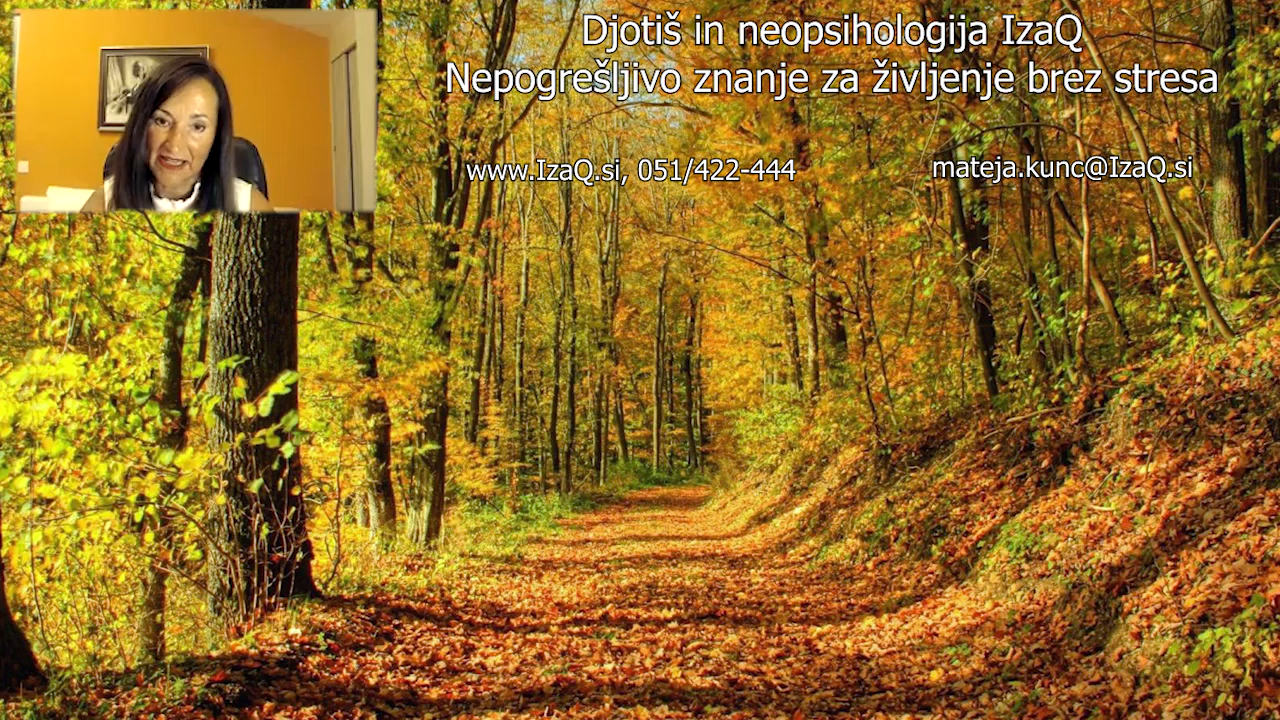 Djotiš in neopsihologija IzaQ
Nepogrešljivo znanje za življenje brez stresa
www.IzaQ.si, 051/422-444
mateja.kunc@IzaQ.si